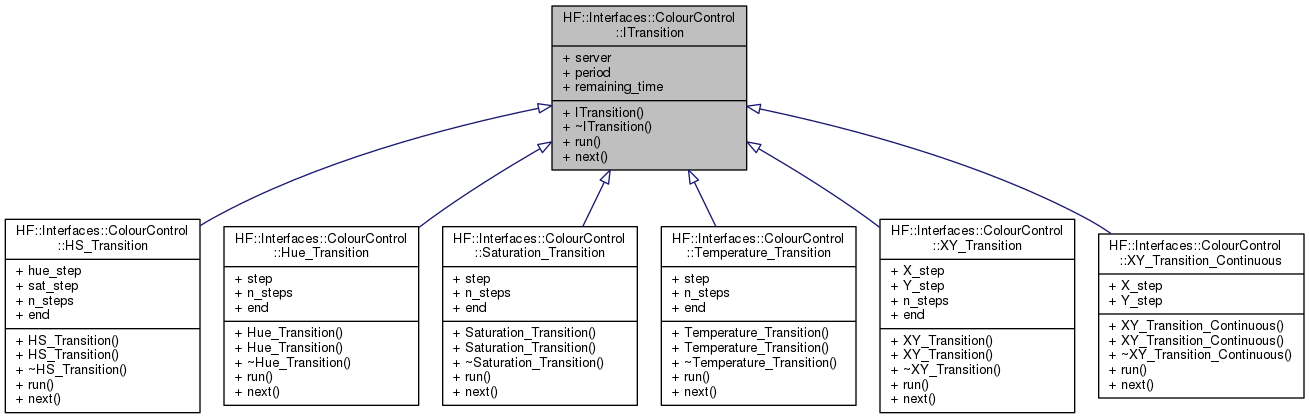 HF::Interfaces::ColourControl
::ITransition
+ server
+ period
+ remaining_time
+ ITransition()
+ ~ITransition()
+ run()
+ next()
HF::Interfaces::ColourControl
::HS_Transition
+ hue_step
+ sat_step
+ n_steps
+ end
+ HS_Transition()
+ HS_Transition()
+ ~HS_Transition()
+ run()
+ next()
HF::Interfaces::ColourControl
::Hue_Transition
+ step
+ n_steps
+ end
+ Hue_Transition()
+ Hue_Transition()
+ ~Hue_Transition()
+ run()
+ next()
HF::Interfaces::ColourControl
::Saturation_Transition
+ step
+ n_steps
+ end
+ Saturation_Transition()
+ Saturation_Transition()
+ ~Saturation_Transition()
+ run()
+ next()
HF::Interfaces::ColourControl
::Temperature_Transition
+ step
+ n_steps
+ end
+ Temperature_Transition()
+ Temperature_Transition()
+ ~Temperature_Transition()
+ run()
+ next()
HF::Interfaces::ColourControl
::XY_Transition
+ X_step
+ Y_step
+ n_steps
+ end
+ XY_Transition()
+ XY_Transition()
+ ~XY_Transition()
+ run()
+ next()
HF::Interfaces::ColourControl
::XY_Transition_Continuous
+ X_step
+ Y_step
+ XY_Transition_Continuous()
+ XY_Transition_Continuous()
+ ~XY_Transition_Continuous()
+ run()
+ next()